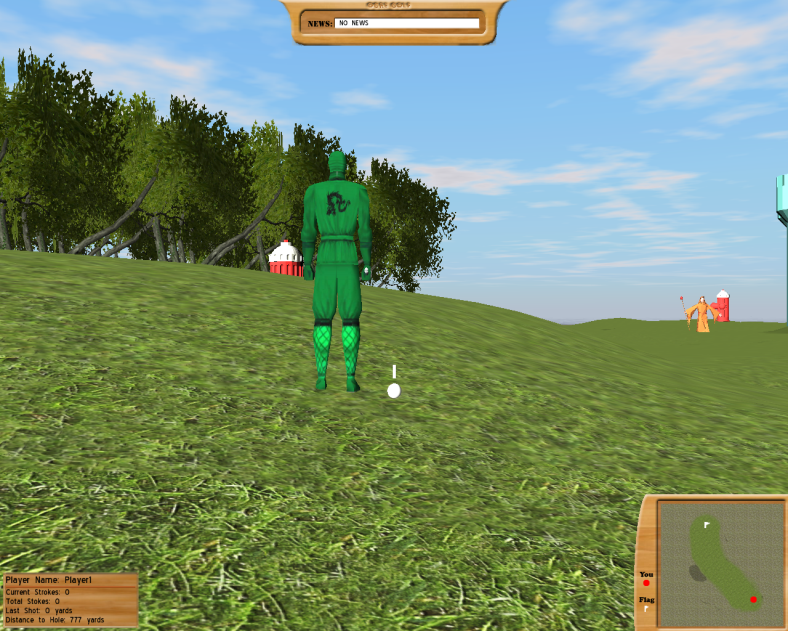 NEWS: NO NEWS
Player Name: Player1
Current Strokes: 0
Total Stokes: 0
Last Shot: 0 yards
Distance to Hole: 777 yards
You
Flag